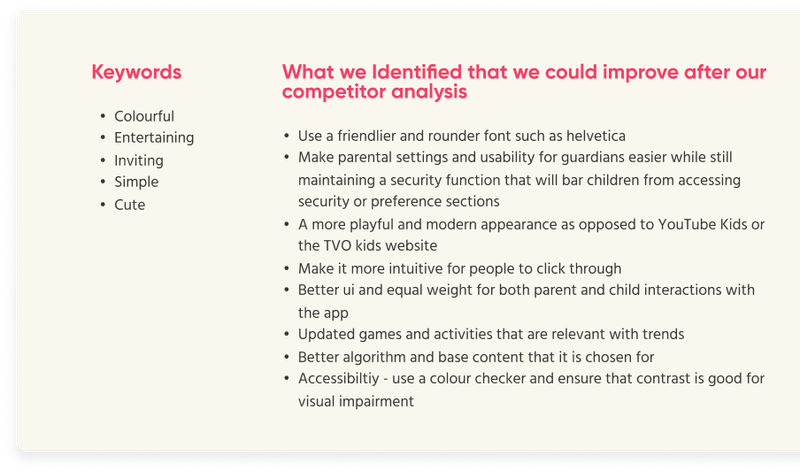 Keywords
• Colourful
• Entertaining
• Inviting
• Simple
• Cute
What we Identified that we could improve after our
competitor analysis
• Use a friendlier and rounder font such as helvetica
• Make parental settings and usability for guardians easier while still
maintaining a security function that will bar children from accessing
security or preference sections
• A more playful and modern appearance as opposed to YouTube Kids or
the TVO kids website
• Make it more intuitive for people to click through
• Better ui and equal weight for both parent and child interactions with
the app
• Updated games and activities that are relevant with trends
• Better algorithm and base content that it is chosen for
• Accessibiltiy - use a colour checker and ensure that contrast is good for
visual impairment